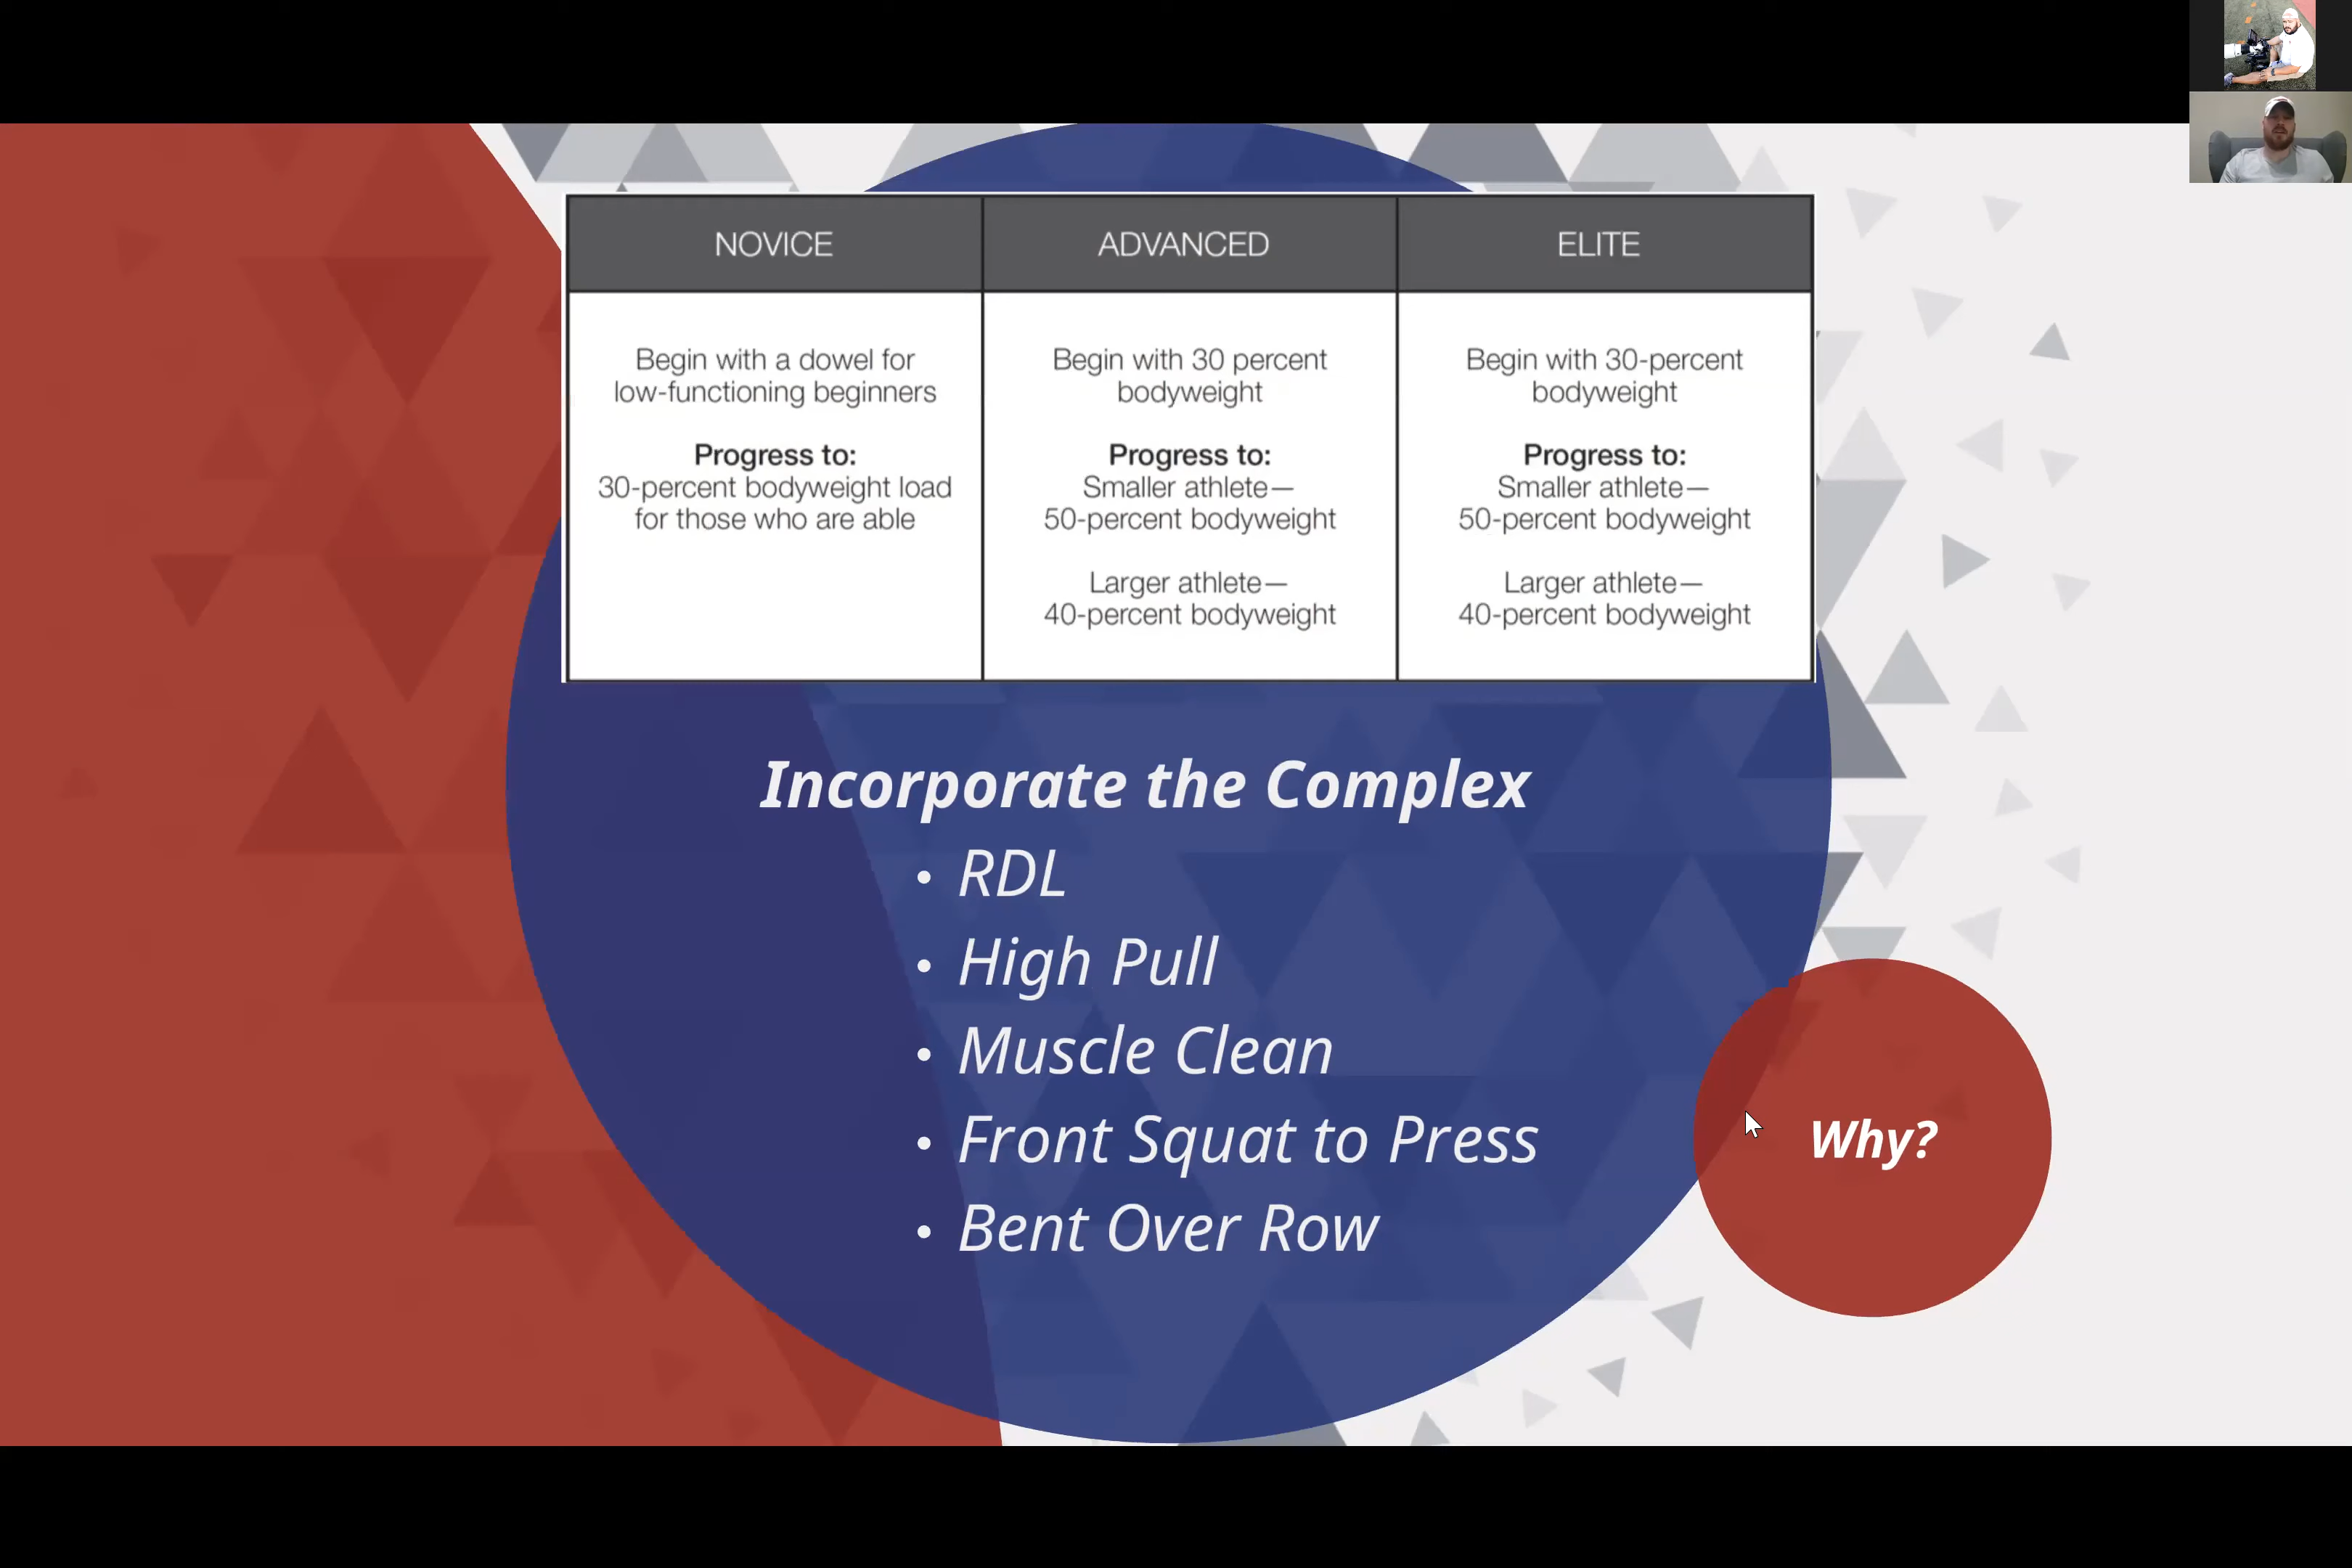 NOVICE
ADVANCED
ELITE
Begin with a dowel for
low-functioning beginners
Progress to:
30-percent bodyweight load
for those who are able
Begin with 30 percent
bodyweight
Progress to:
Smaller athlete—
50-percent bodyweight
Larger athlete—
40-percent bodyweight
Begin with 30-percent
bodyweight
Progress to:
Smaller athlete—
50-percent bodyweight
Larger athlete—
40-percent bodyweight
Incorporate the Complex
• RDL
• High Pull
• Muscle Clean
• Front Squat to Press
• Bent Over Row
Why?